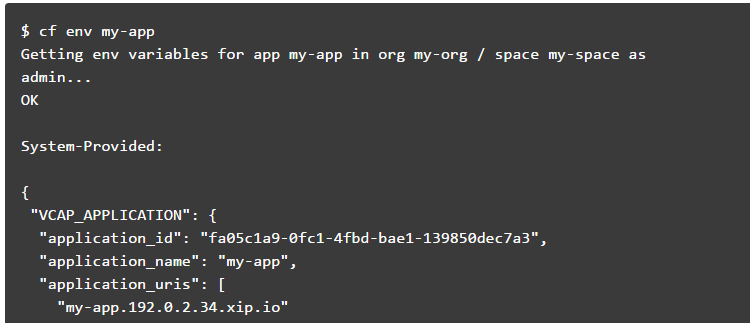 $ cf env my-app
Getting env variables for app my-app in org my-org / space my-space as
admin...
OK
System-Provided:
{
"VCAP_APPLICATION": {
"application_id": "fa05c1a9-0fc1-4fbd-bae1-139850dec7a3",
"application_name": "my-app",
"application_uris": [
"my-app.192.0.2.34.xip.io"